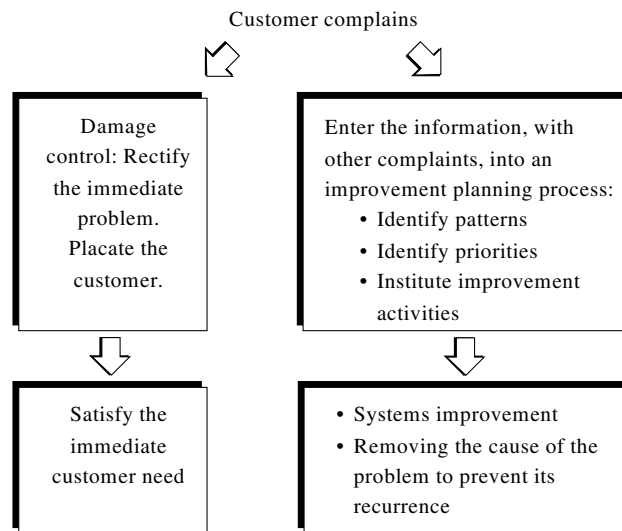 Customer complains
Damage
control: Rectify
the immediate
problem.
Placate the
customer.
Enter the information, with
other complaints, into an
improvement planning process:
• Identify patterns
• Identify priorities
• Institute improvement
activities
Satisfy the
immediate
customer need
• Systems improvement
• Removing the cause of the
problem to prevent its
recurrence